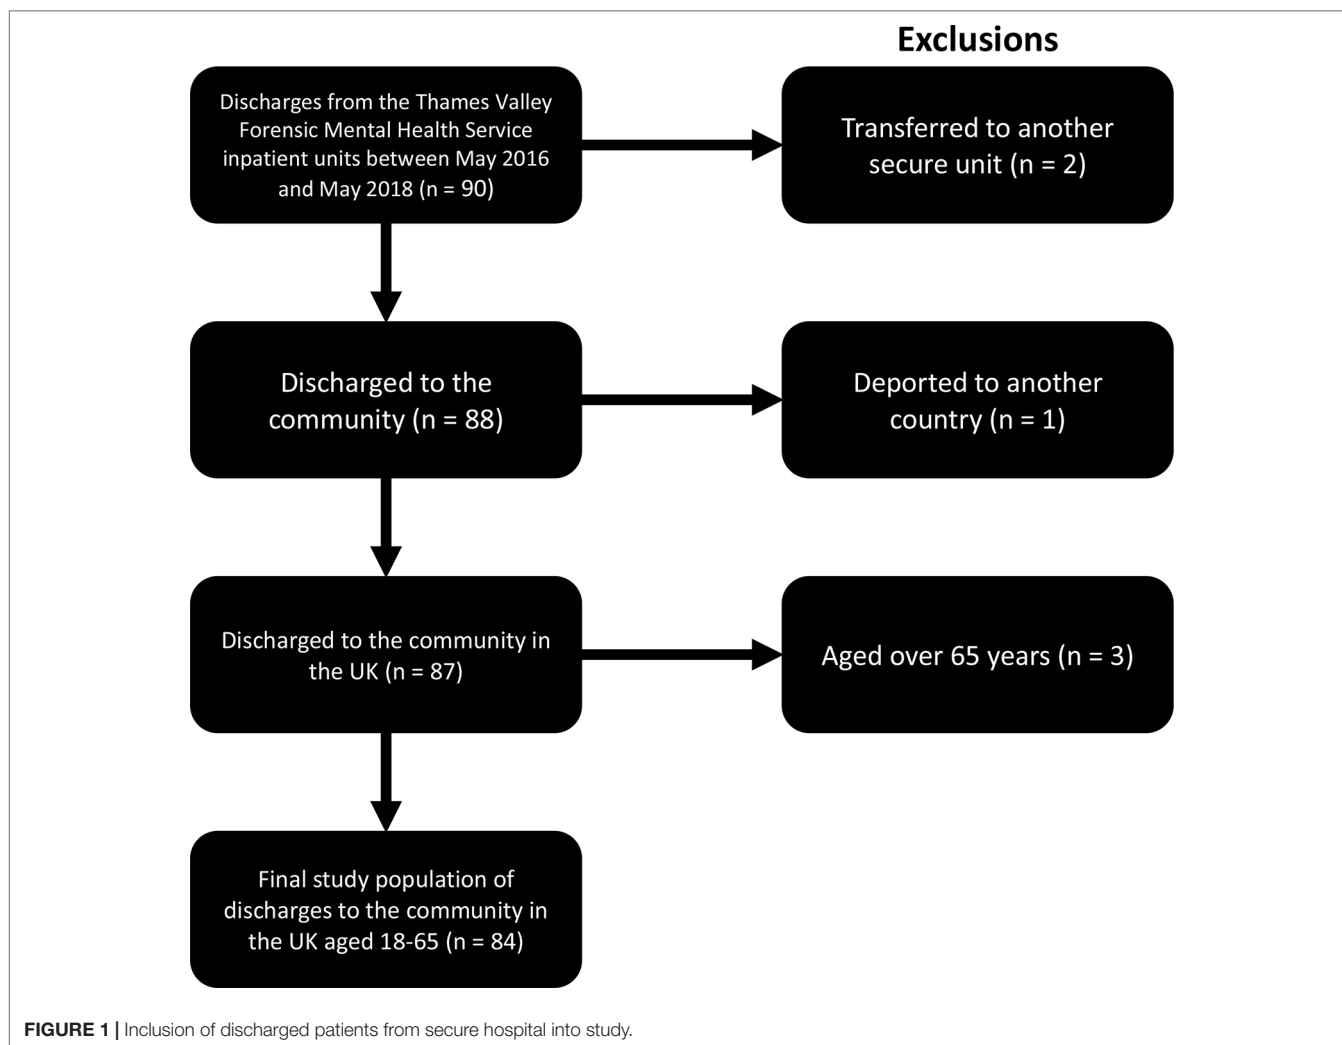 Exclusions
Discharges from the Thames Valley
Forensic Mental Health Service
inpatient units between May 2016
and May 2018 (n = 90)
Transferred to another
secure unit (n = 2)
Discharged to the
community (n = 88)
Deported to another
country (n = 1)
Discharged to the community in
the UK (n = 87)
Aged over 65 years (n = 3)
Final study population of
discharges to the community in
the UK aged 18-65 (n = 84)
FIGURE 1 | Inclusion of discharged patients from secure hospital into study.